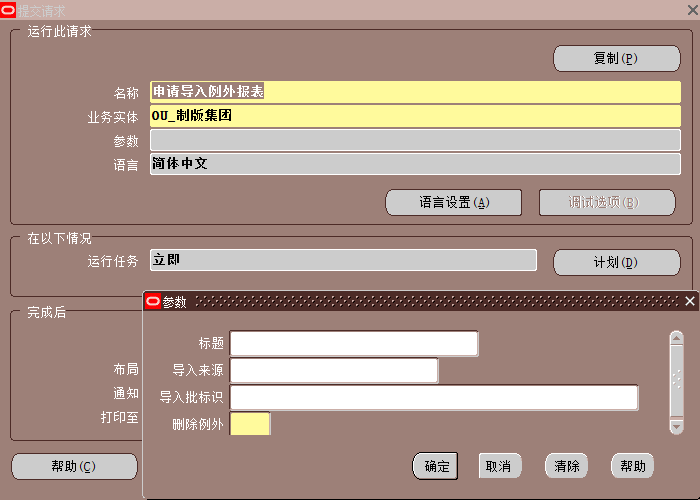 提交请求
运行此请求
复制(P)
名称 申请导入例外报表
业务实体 OU_制版集团
参数
语言 简体中文
语言设置(A) 调试选项(B)
在以下情况
运行任务 立即 计划(D)
完成后
参数
标题
布局 导入来源
通知 导入批标识
打印至 删除例外
帮助(C) 确定 取消 清除 帮助